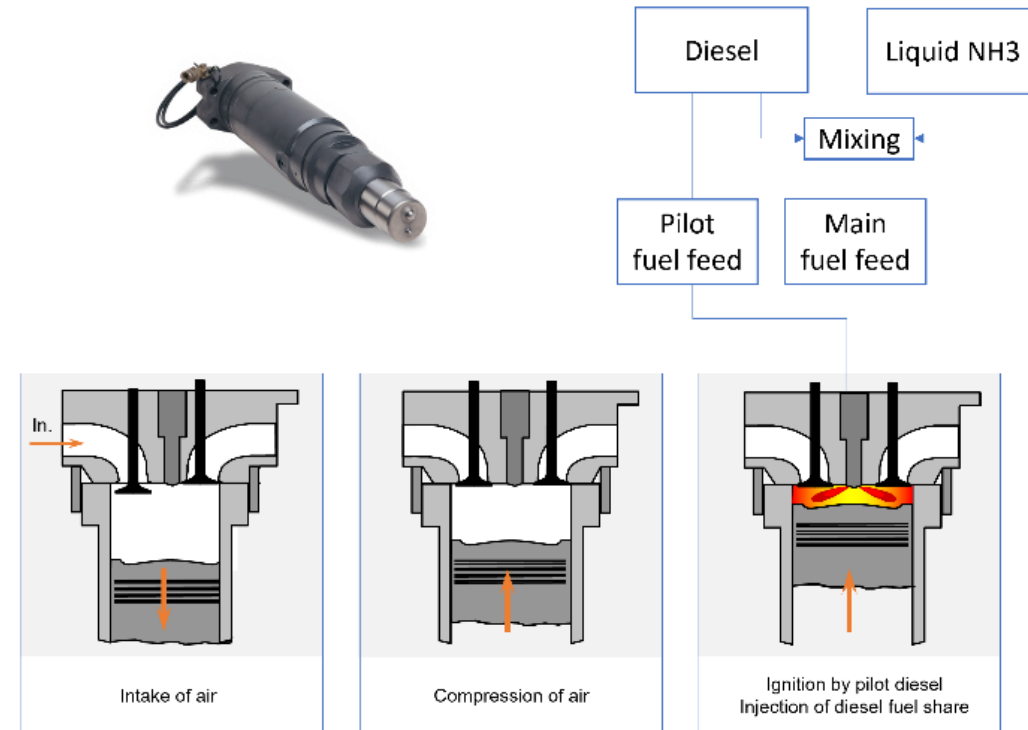 Diesel
Liquid NH3
Mixing
Pilot
fuel feed
Main
fuel feed
In.
Intake of air
Compression of air
Ignition by pilot diesel
Injection of diesel fuel share